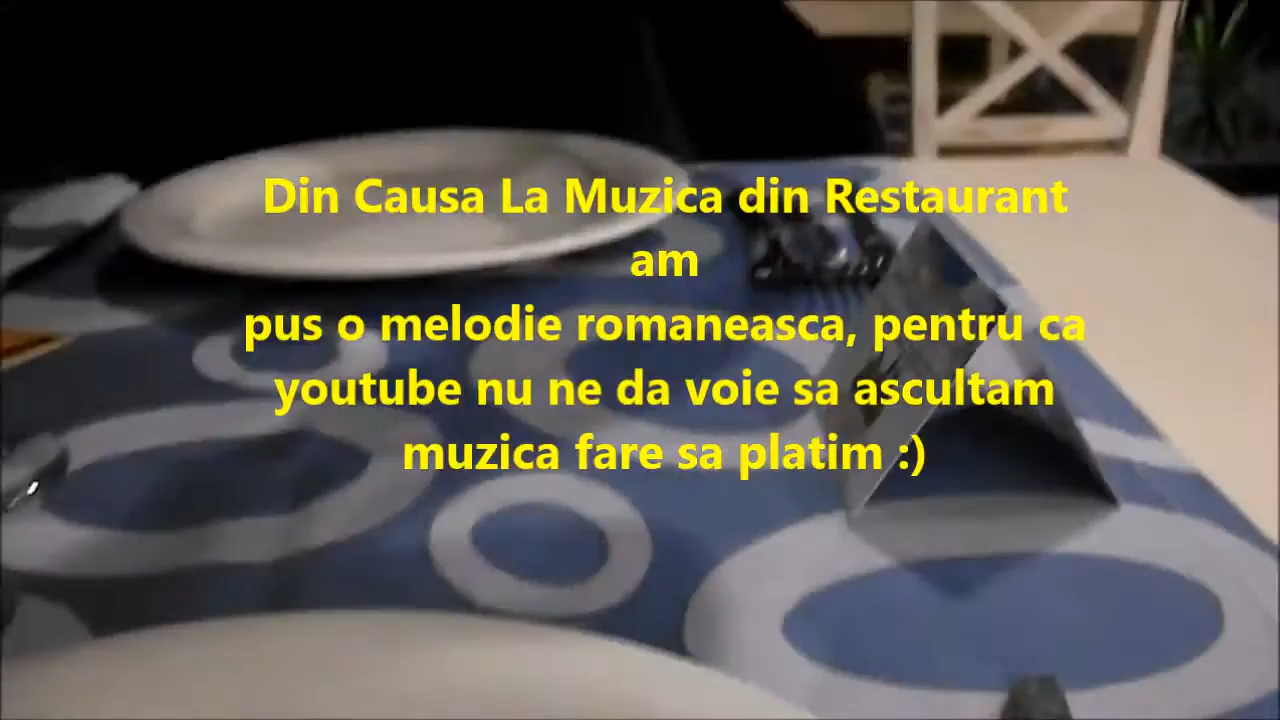 Din Causa La Muzica din Restaurant
am
pus o melodie romaneasca, pentru ca
youtube nu ne da voie sa ascultam
muzica fare sa platim :)